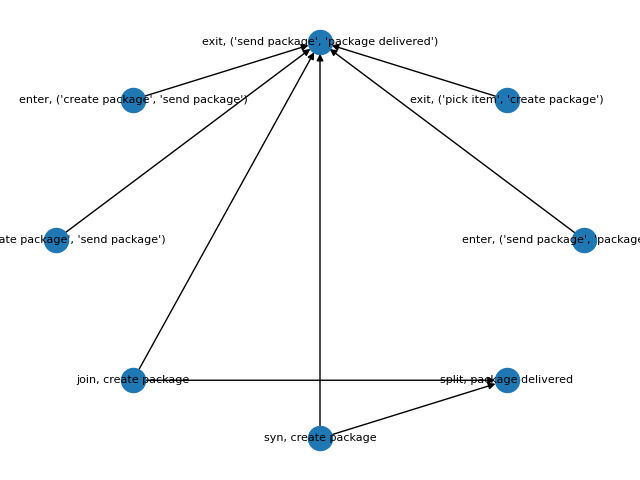 exit, ('send package', 'package delivered')
enter, ('create package', 'send package')
exit, ('pick item', 'create package')
ate package', 'send package')
enter, ('send package', 'package
join, create package
split, package delivered
syn, create package